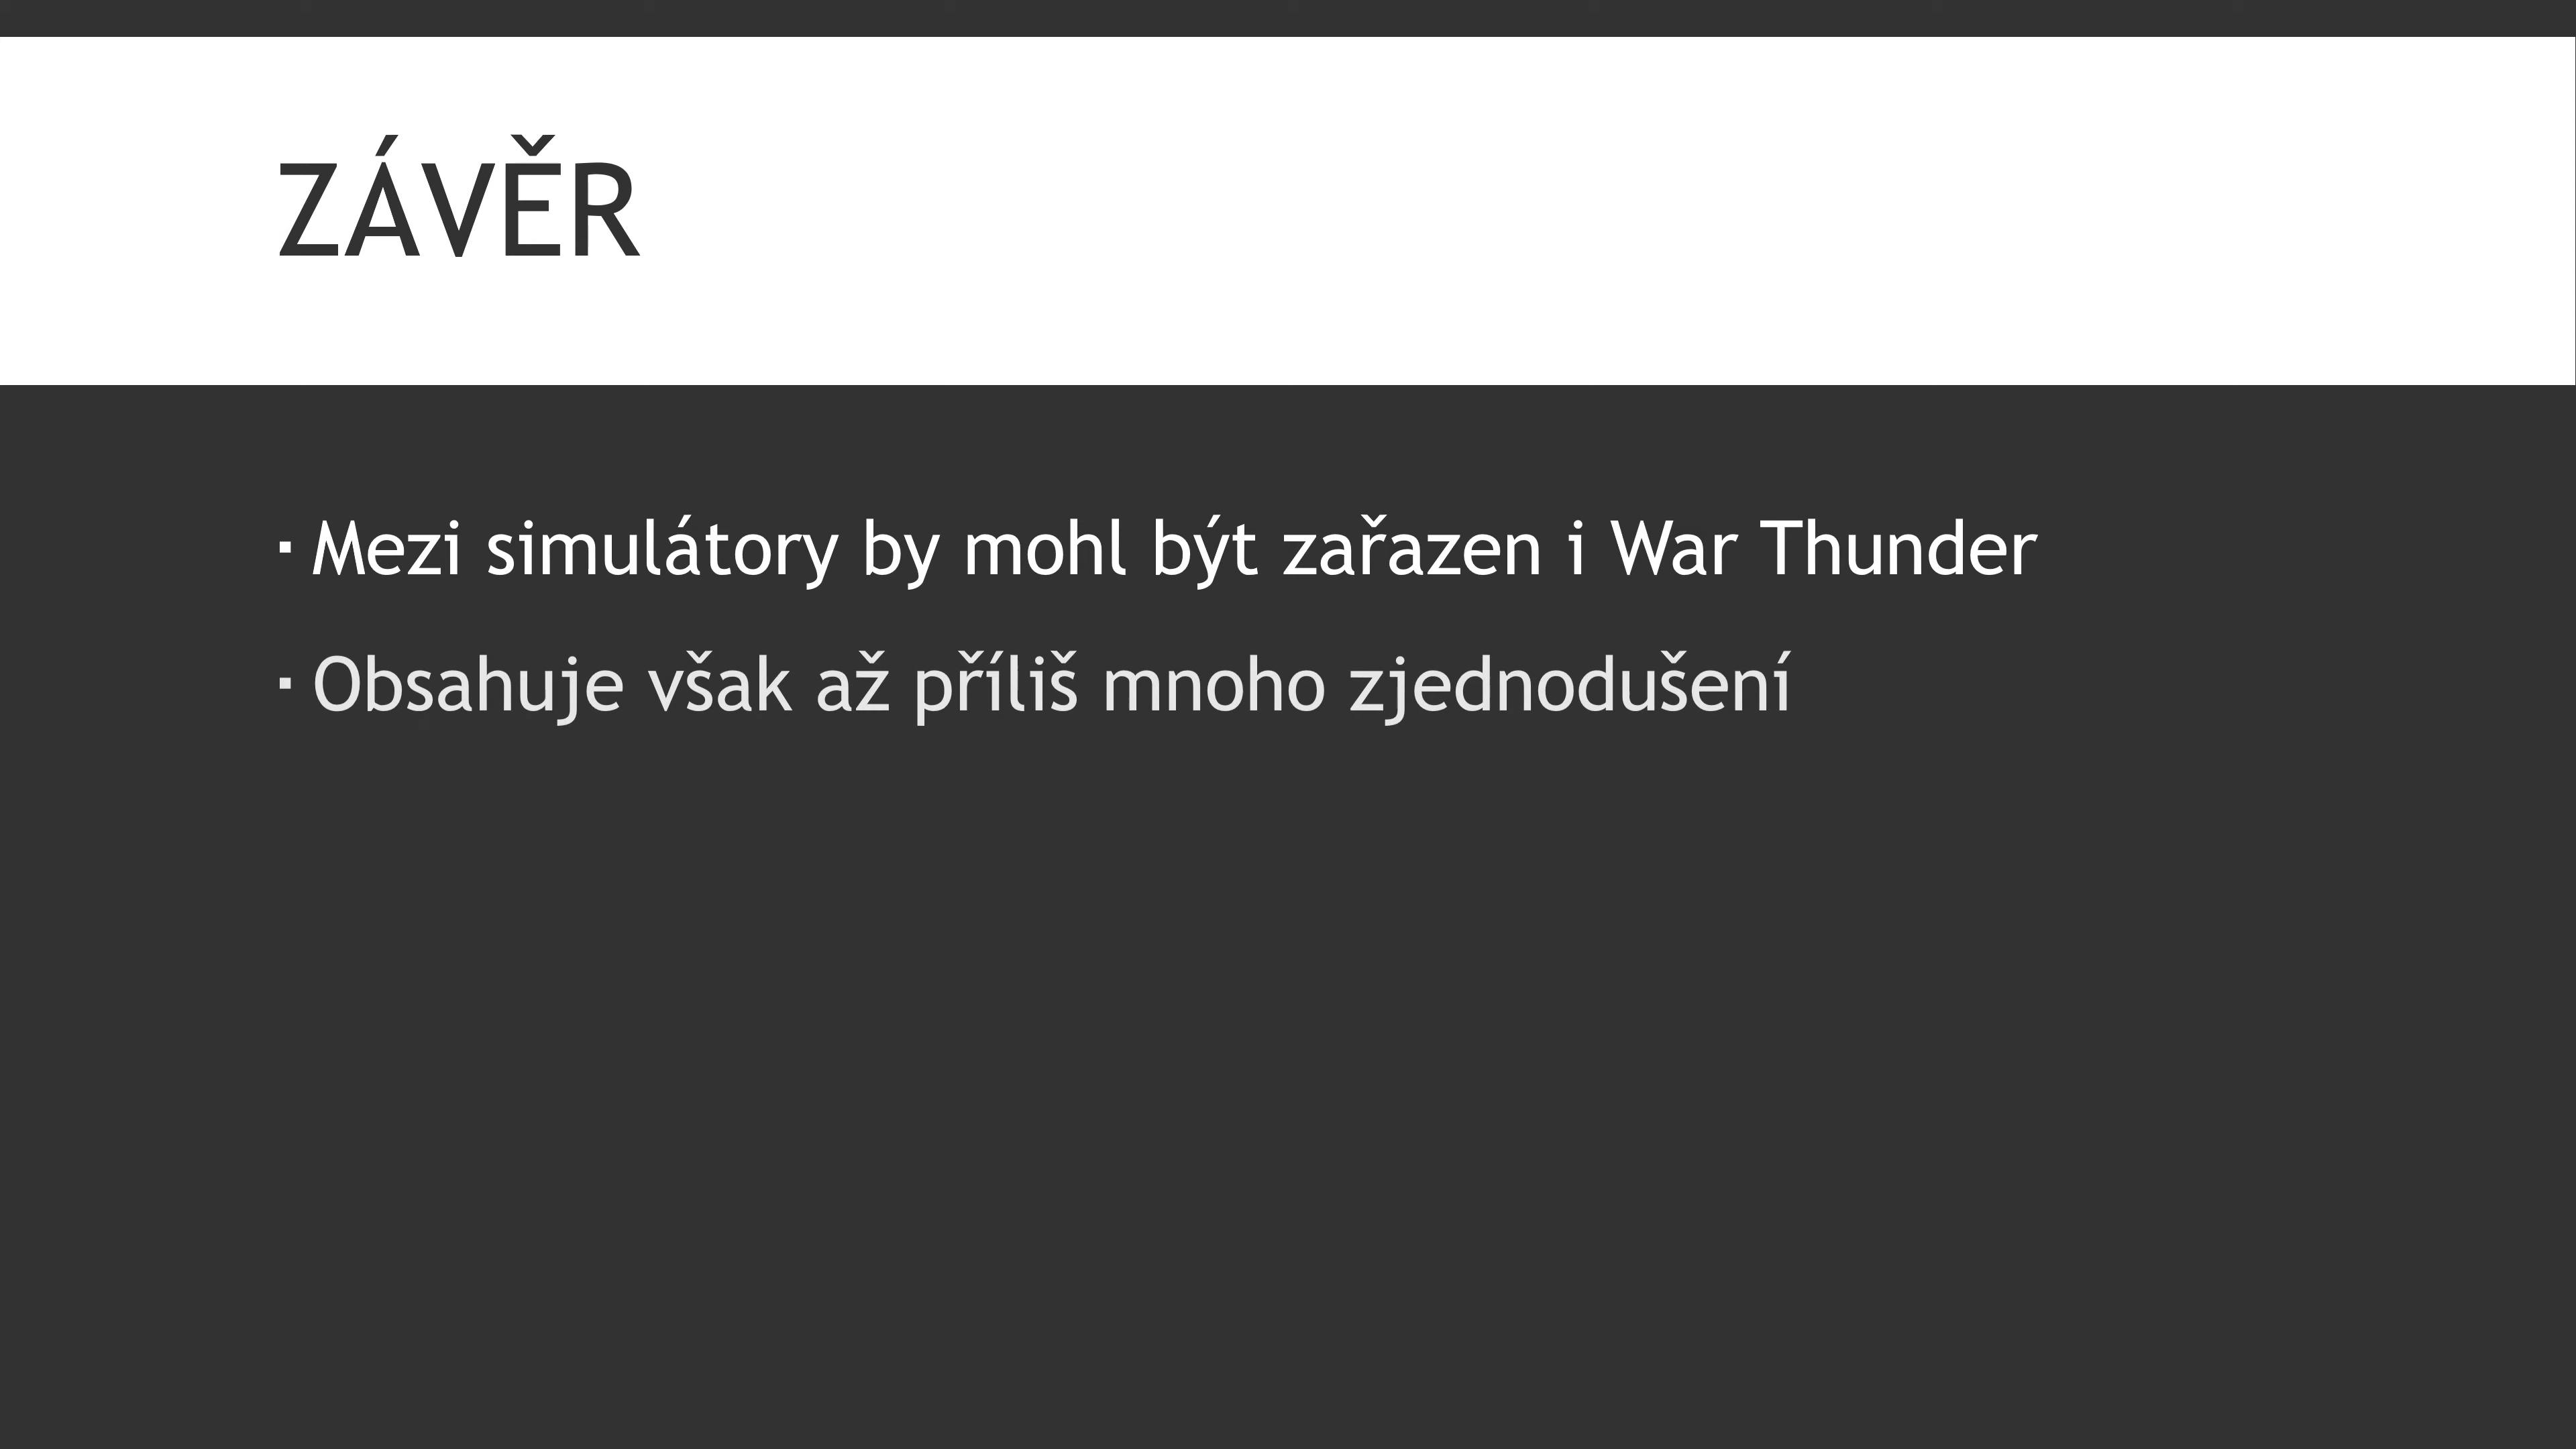 ZÁVĚR
▪ Mezi simulátory by mohl být zařazen i War Thunder
▪ Obsahuje však až příliš mnoho zjednodušení